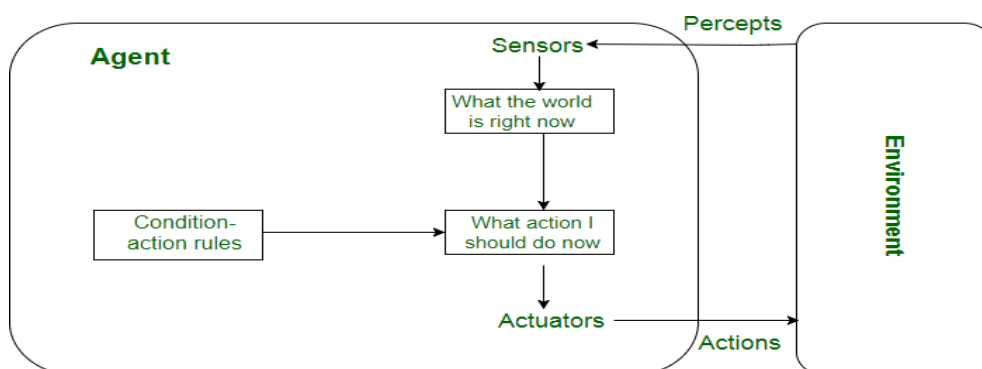 Percepts
Sensors
Agent
What the world
is right now
Environment
Condition-
action rules
What action I
should do now
Actuators
Actions